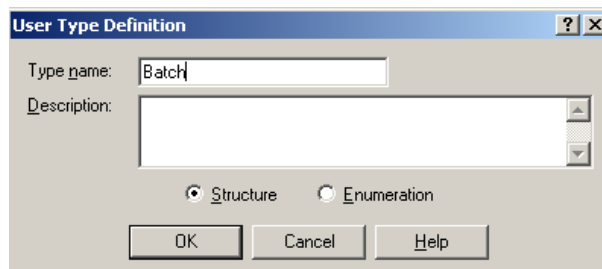 User Type Definition
Type name: Batch
Description:
Structure Enumeration
OK Cancel Help